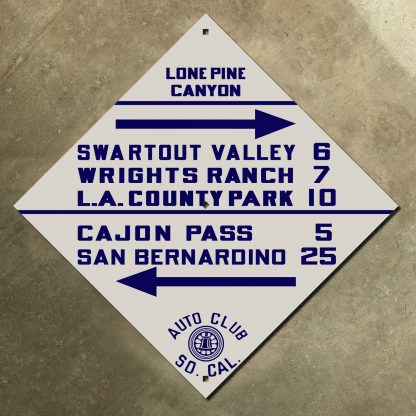 LONE PINE
CANYON
SWARTOUT VALLEY 6
WRIGHTS RANCH 7
L.A. COUNTY PARK 10
CAJON PASS 5
SAN BERNARDINO 25
AUTO CLUB
SO. CAL.